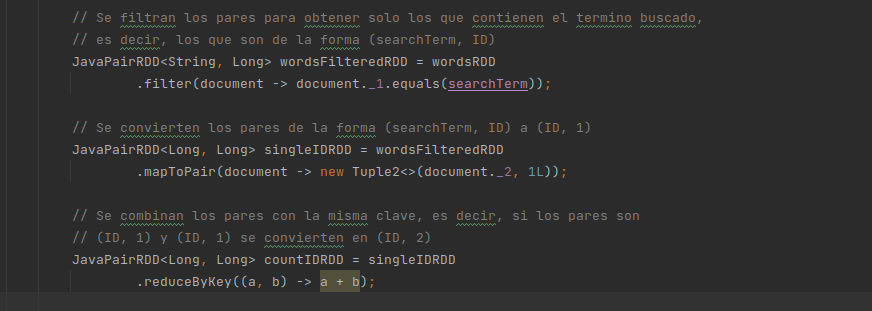 // Se filtran los pares para obtener solo los que contienen el termino buscado,
// es decir, los que son de la forma (searchTerm, ID)
JavaPairRDD<String, Long> wordsFilteredRDD = wordsRDD
.filter(document -> document._1.equals(searchTerm));
// Se convierten los pares de la forma (searchTerm, ID) a (ID, 1)
JavaPairRDD<Long, Long> singleIDRDD = wordsFilteredRDD
.mapToPair(document -> new Tuple2<>(document._2, 1L));
// Se combinan los pares con la misma clave, es decir, si los pares son
// (ID, 1) y (ID, 1) se convierten en (ID, 2)
JavaPairRDD<Long, Long> countIDRDD = singleIDRDD
.reduceByKey((a, b) -> a + b);